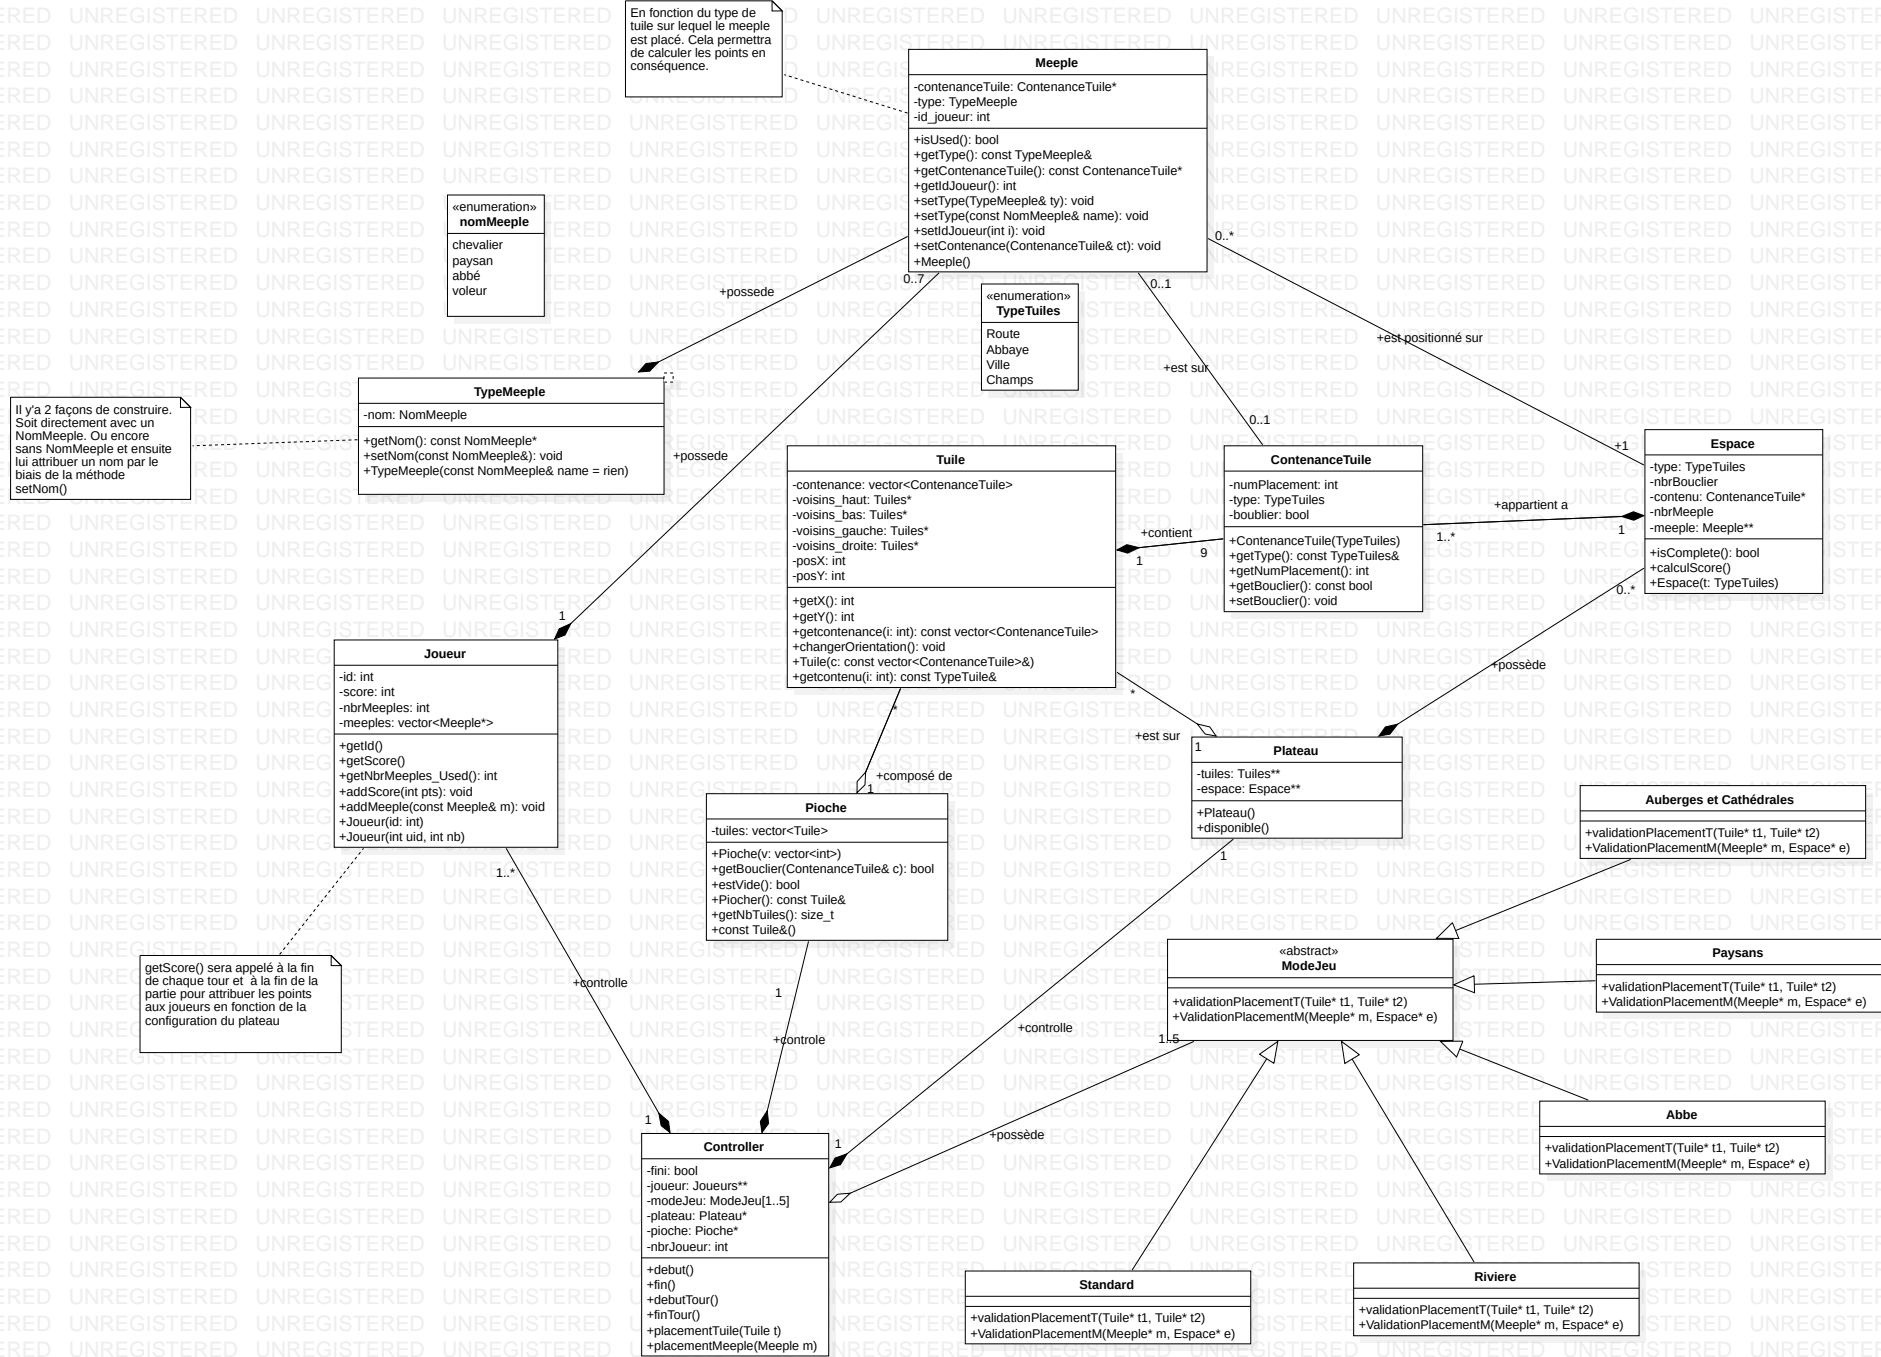 En fonction du type de
tuile sur lequel le meeple
est placé. Cela permettra
de calculer les points en
conséquence.
Meeple
-contenanceTuile: ContenanceTuile*
-type: TypeMeeple
-id_joueur: int
+isUsed(): bool
+getType(): const TypeMeeple&
+getContenanceTuile(): const ContenanceTuile*
+getIdJoueur(): int
+setType(TypeMeeple& ty): void
+setType(const NomMeeple& name): void
+setIdJoueur(int i): void
+setContenance(ContenanceTuile& ct): void
+Meeple()
«enumeration»
nomMeeple
chevalier
paysan
abbé
voleur
0..*
0..7
0..1
+possede
«enumeration»
TypeTuiles
Route
Abbaye
Ville
Champs
+est positionné sur
+est sur
0..1
+1
TypeMeeple
-nom: NomMeeple
+getNom(): const NomMeeple*
+setNom(const NomMeeple&): void
+TypeMeeple(const NomMeeple& name = rien)
Il y'a 2 façons de construire.
Soit directement avec un
NomMeeple. Ou encore
sans NomMeeple et ensuite
lui attribuer un nom par le
biais de la méthode
setNom()
+possede
1
Tuile
-contenance: vector<ContenanceTuile>
-voisins_haut: Tuiles*
-voisins_bas: Tuiles*
-voisins_gauche: Tuiles*
-voisins_droite: Tuiles*
-posX: int
-posY: int
+getX(): int
+getY(): int
+getcontenance(i: int): const vector<ContenanceTuile>
+changerOrientation(): void
+Tuile(c: const vector<ContenanceTuile>&)
+getcontenu(i: int): const TypeTuile&
+contient
1
9
ContenanceTuile
-numPlacement: int
-type: TypeTuiles
-boublier: bool
+ContenanceTuile(TypeTuiles)
+getType(): const TypeTuiles&
+getNumPlacement(): int
+getBouclier(): const bool
+setBouclier(): void
+appartient a
1..*
1
Espace
-type: TypeTuiles
-nbrBouclier
-contenu: ContenanceTuile*
-nbrMeeple
-meeple: Meeple**
+isComplete(): bool
+calculScore()
+Espace(t: TypeTuiles)
0..*
+possède
Joueur
-id: int
-score: int
-nbrMeeples: int
-meeples: vector<Meeple*>
+getId()
+getScore()
+getNbrMeeples_Used(): int
+addScore(int pts): void
+addMeeple(const Meeple& m): void
+Joueur(id: int)
+Joueur(int uid, int nb)
*
+composé de
1
*
+est sur
1
Plateau
-tuiles: Tuiles**
-espace: Espace**
+Plateau()
+disponible()
1
Pioche
-tuiles: vector<Tuile>
+Pioche(v: vector<int>)
+getBouclier(ContenanceTuile& c): bool
+estVide(): bool
+Piocher(): const Tuile&
+getNbTuiles(): size_t
+const Tuile&()
Auberges et Cathédrales
+validationPlacementT(Tuile* t1, Tuile* t2)
+ValidationPlacementM(Meeple* m, Espace* e)
1..*
getScore() sera appelé à la fin
de chaque tour et  à la fin de la
partie pour attribuer les points
aux joueurs en fonction de la
configuration du plateau
+controlle
1
1
+controle
+controlle
1
«abstract»
ModeJeu
+validationPlacementT(Tuile* t1, Tuile* t2)
+ValidationPlacementM(Meeple* m, Espace* e)
1..5
+possède
Paysans
+validationPlacementT(Tuile* t1, Tuile* t2)
+ValidationPlacementM(Meeple* m, Espace* e)
Abbe
+validationPlacementT(Tuile* t1, Tuile* t2)
+ValidationPlacementM(Meeple* m, Espace* e)
Controller
-fini: bool
-joueur: Joueurs**
-modeJeu: ModeJeu[1..5]
-plateau: Plateau*
-pioche: Pioche*
-nbrJoueur: int
+debut()
+fin()
+debutTour()
+finTour()
+placementTuile(Tuile t)
+placementMeeple(Meeple m)
Standard
+validationPlacementT(Tuile* t1, Tuile* t2)
+ValidationPlacementM(Meeple* m, Espace* e)
Riviere
+validationPlacementT(Tuile* t1, Tuile* t2)
+ValidationPlacementM(Meeple* m, Espace* e)